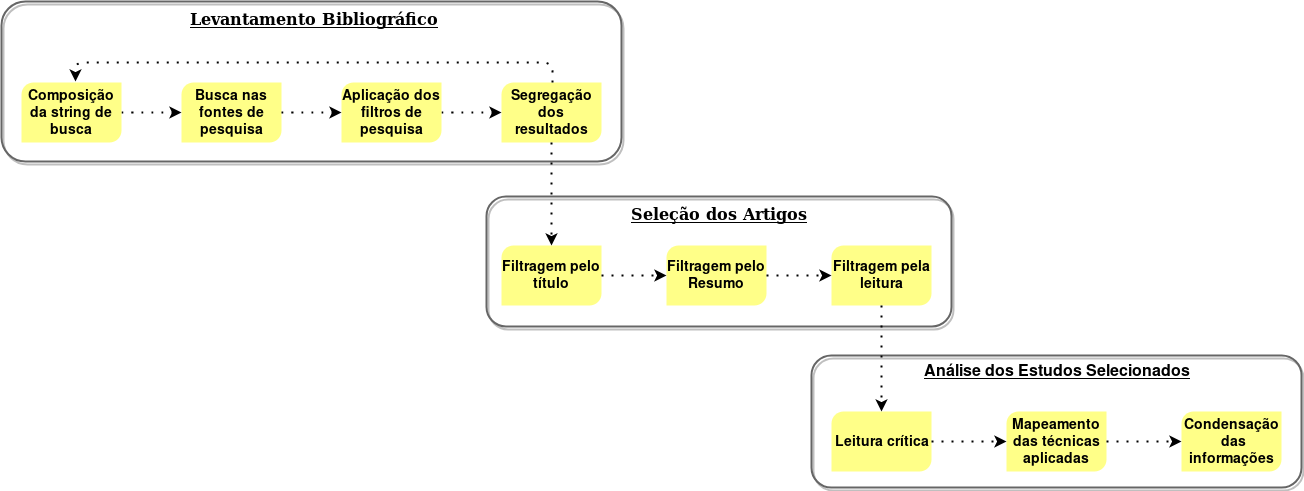 Levantamento Bibliográfico
Composição
da string de
busca
Busca nas
fontes de
pesquisa
Aplicação dos
filtros de
pesquisa
Segregação
dos
resultados
Seleção dos Artigos
Filtragem pelo
título
Filtragem pelo
Resumo
Filtragem pela
leitura
Análise dos Estudos Selecionados
Leitura crítica
Mapeamento
das técnicas
aplicadas
Condensação
das
informações